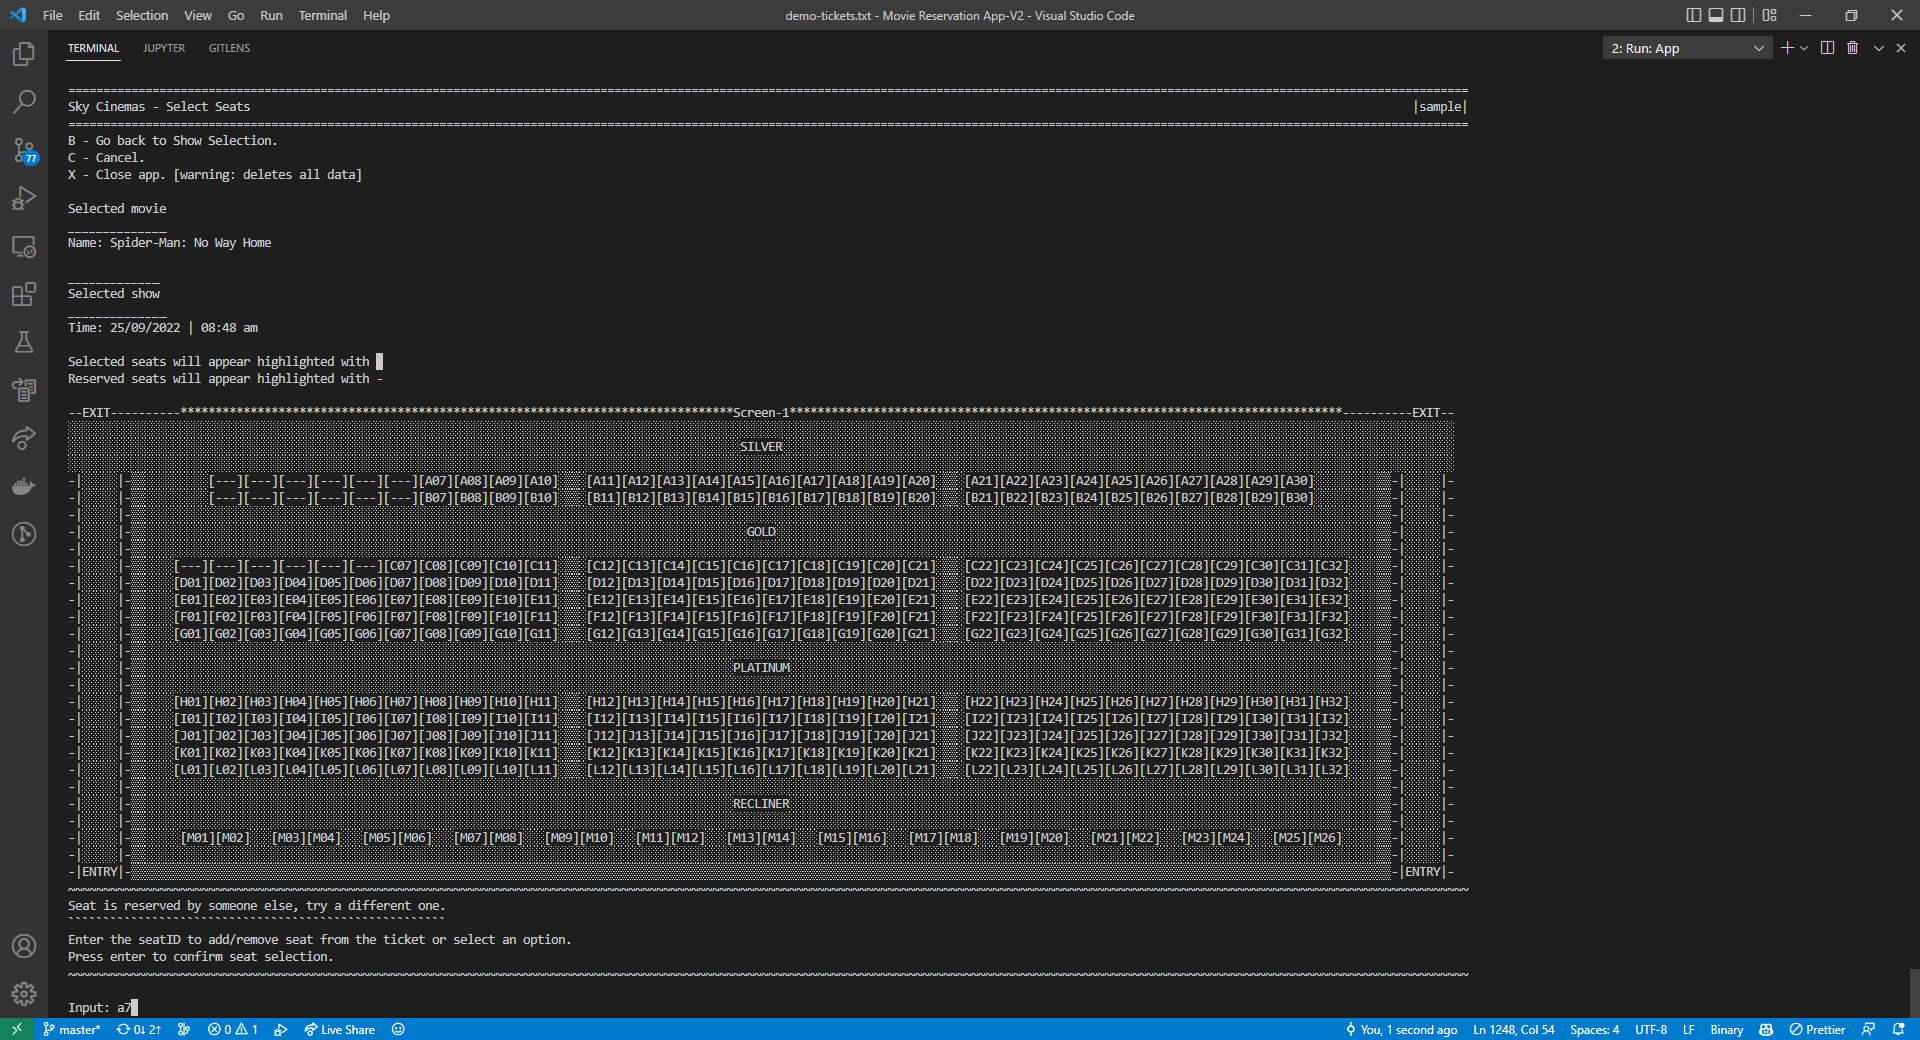 File Edit Selection View Go Run Terminal Help
demo-tickets.txt - Movie Reservation App-V2 - Visual Studio Code
TERMINAL JUPYTER GITLENS
2: Run: App
================================================================
Sky Cinemas - Select Seats |sample|
================================================================
B - Go back to Show Selection.
C - Cancel.
X - Close app. [warning: deletes all data]
Selected movie
______________
Name: Spider-Man: No Way Home
_____________
Selected show
______________
Time: 25/09/2022 | 08:48 am
Selected seats will appear highlighted with █
Reserved seats will appear highlighted with -
--EXIT----------*******************************************************************************Screen-1*******************************************************************************----------EXIT--
SILVER
[---][---][---][---][---][---][A07][A08][A09][A10] [A11][A12][A13][A14][A15][A16][A17][A18][A19][A20] [A21][A22][A23][A24][A25][A26][A27][A28][A29][A30]
[---][---][---][---][---][---][B07][B08][B09][B10] [B11][B12][B13][B14][B15][B16][B17][B18][B19][B20] [B21][B22][B23][B24][B25][B26][B27][B28][B29][B30]
GOLD
[---][---][---][---][---][---][C07][C08][C09][C10][C11] [C12][C13][C14][C15][C16][C17][C18][C19][C20][C21] [C22][C23][C24][C25][C26][C27][C28][C29][C30][C31][C32]
[D01][D02][D03][D04][D05][D06][D07][D08][D09][D10][D11] [D12][D13][D14][D15][D16][D17][D18][D19][D20][D21] [D22][D23][D24][D25][D26][D27][D28][D29][D30][D31][D32]
[E01][E02][E03][E04][E05][E06][E07][E08][E09][E10][E11] [E12][E13][E14][E15][E16][E17][E18][E19][E20][E21] [E22][E23][E24][E25][E26][E27][E28][E29][E30][E31][E32]
[F01][F02][F03][F04][F05][F06][F07][F08][F09][F10][F11] [F12][F13][F14][F15][F16][F17][F18][F19][F20][F21] [F22][F23][F24][F25][F26][F27][F28][F29][F30][F31][F32]
[G01][G02][G03][G04][G05][G06][G07][G08][G09][G10][G11] [G12][G13][G14][G15][G16][G17][G18][G19][G20][G21] [G22][G23][G24][G25][G26][G27][G28][G29][G30][G31][G32]
PLATINUM
[H01][H02][H03][H04][H05][H06][H07][H08][H09][H10][H11] [H12][H13][H14][H15][H16][H17][H18][H19][H20][H21] [H22][H23][H24][H25][H26][H27][H28][H29][H30][H31][H32]
[I01][I02][I03][I04][I05][I06][I07][I08][I09][I10][I11] [I12][I13][I14][I15][I16][I17][I18][I19][I20][I21] [I22][I23][I24][I25][I26][I27][I28][I29][I30][I31][I32]
[J01][J02][J03][J04][J05][J06][J07][J08][J09][J10][J11] [J12][J13][J14][J15][J16][J17][J18][J19][J20][J21] [J22][J23][J24][J25][J26][J27][J28][J29][J30][J31][J32]
[K01][K02][K03][K04][K05][K06][K07][K08][K09][K10][K11] [K12][K13][K14][K15][K16][K17][K18][K19][K20][K21] [K22][K23][K24][K25][K26][K27][K28][K29][K30][K31][K32]
[L01][L02][L03][L04][L05][L06][L07][L08][L09][L10][L11] [L12][L13][L14][L15][L16][L17][L18][L19][L20][L21] [L22][L23][L24][L25][L26][L27][L28][L29][L30][L31][L32]
RECLINER
[M01][M02] [M03][M04] [M05][M06] [M07][M08] [M09][M10] [M11][M12] [M13][M14] [M15][M16] [M17][M18] [M19][M20] [M21][M22] [M23][M24] [M25][M26]
-|ENTRY|- -|ENTRY|-
Seat is reserved by someone else, try a different one.
Enter the seatID to add/remove seat from the ticket or select an option.
Press enter to confirm seat selection.
Input: a7
77
master* 0↓ 2↑ 0 1 Live Share You, 1 second ago Ln 1248, Col 54 Spaces: 4 UTF-8 LF Binary Prettier